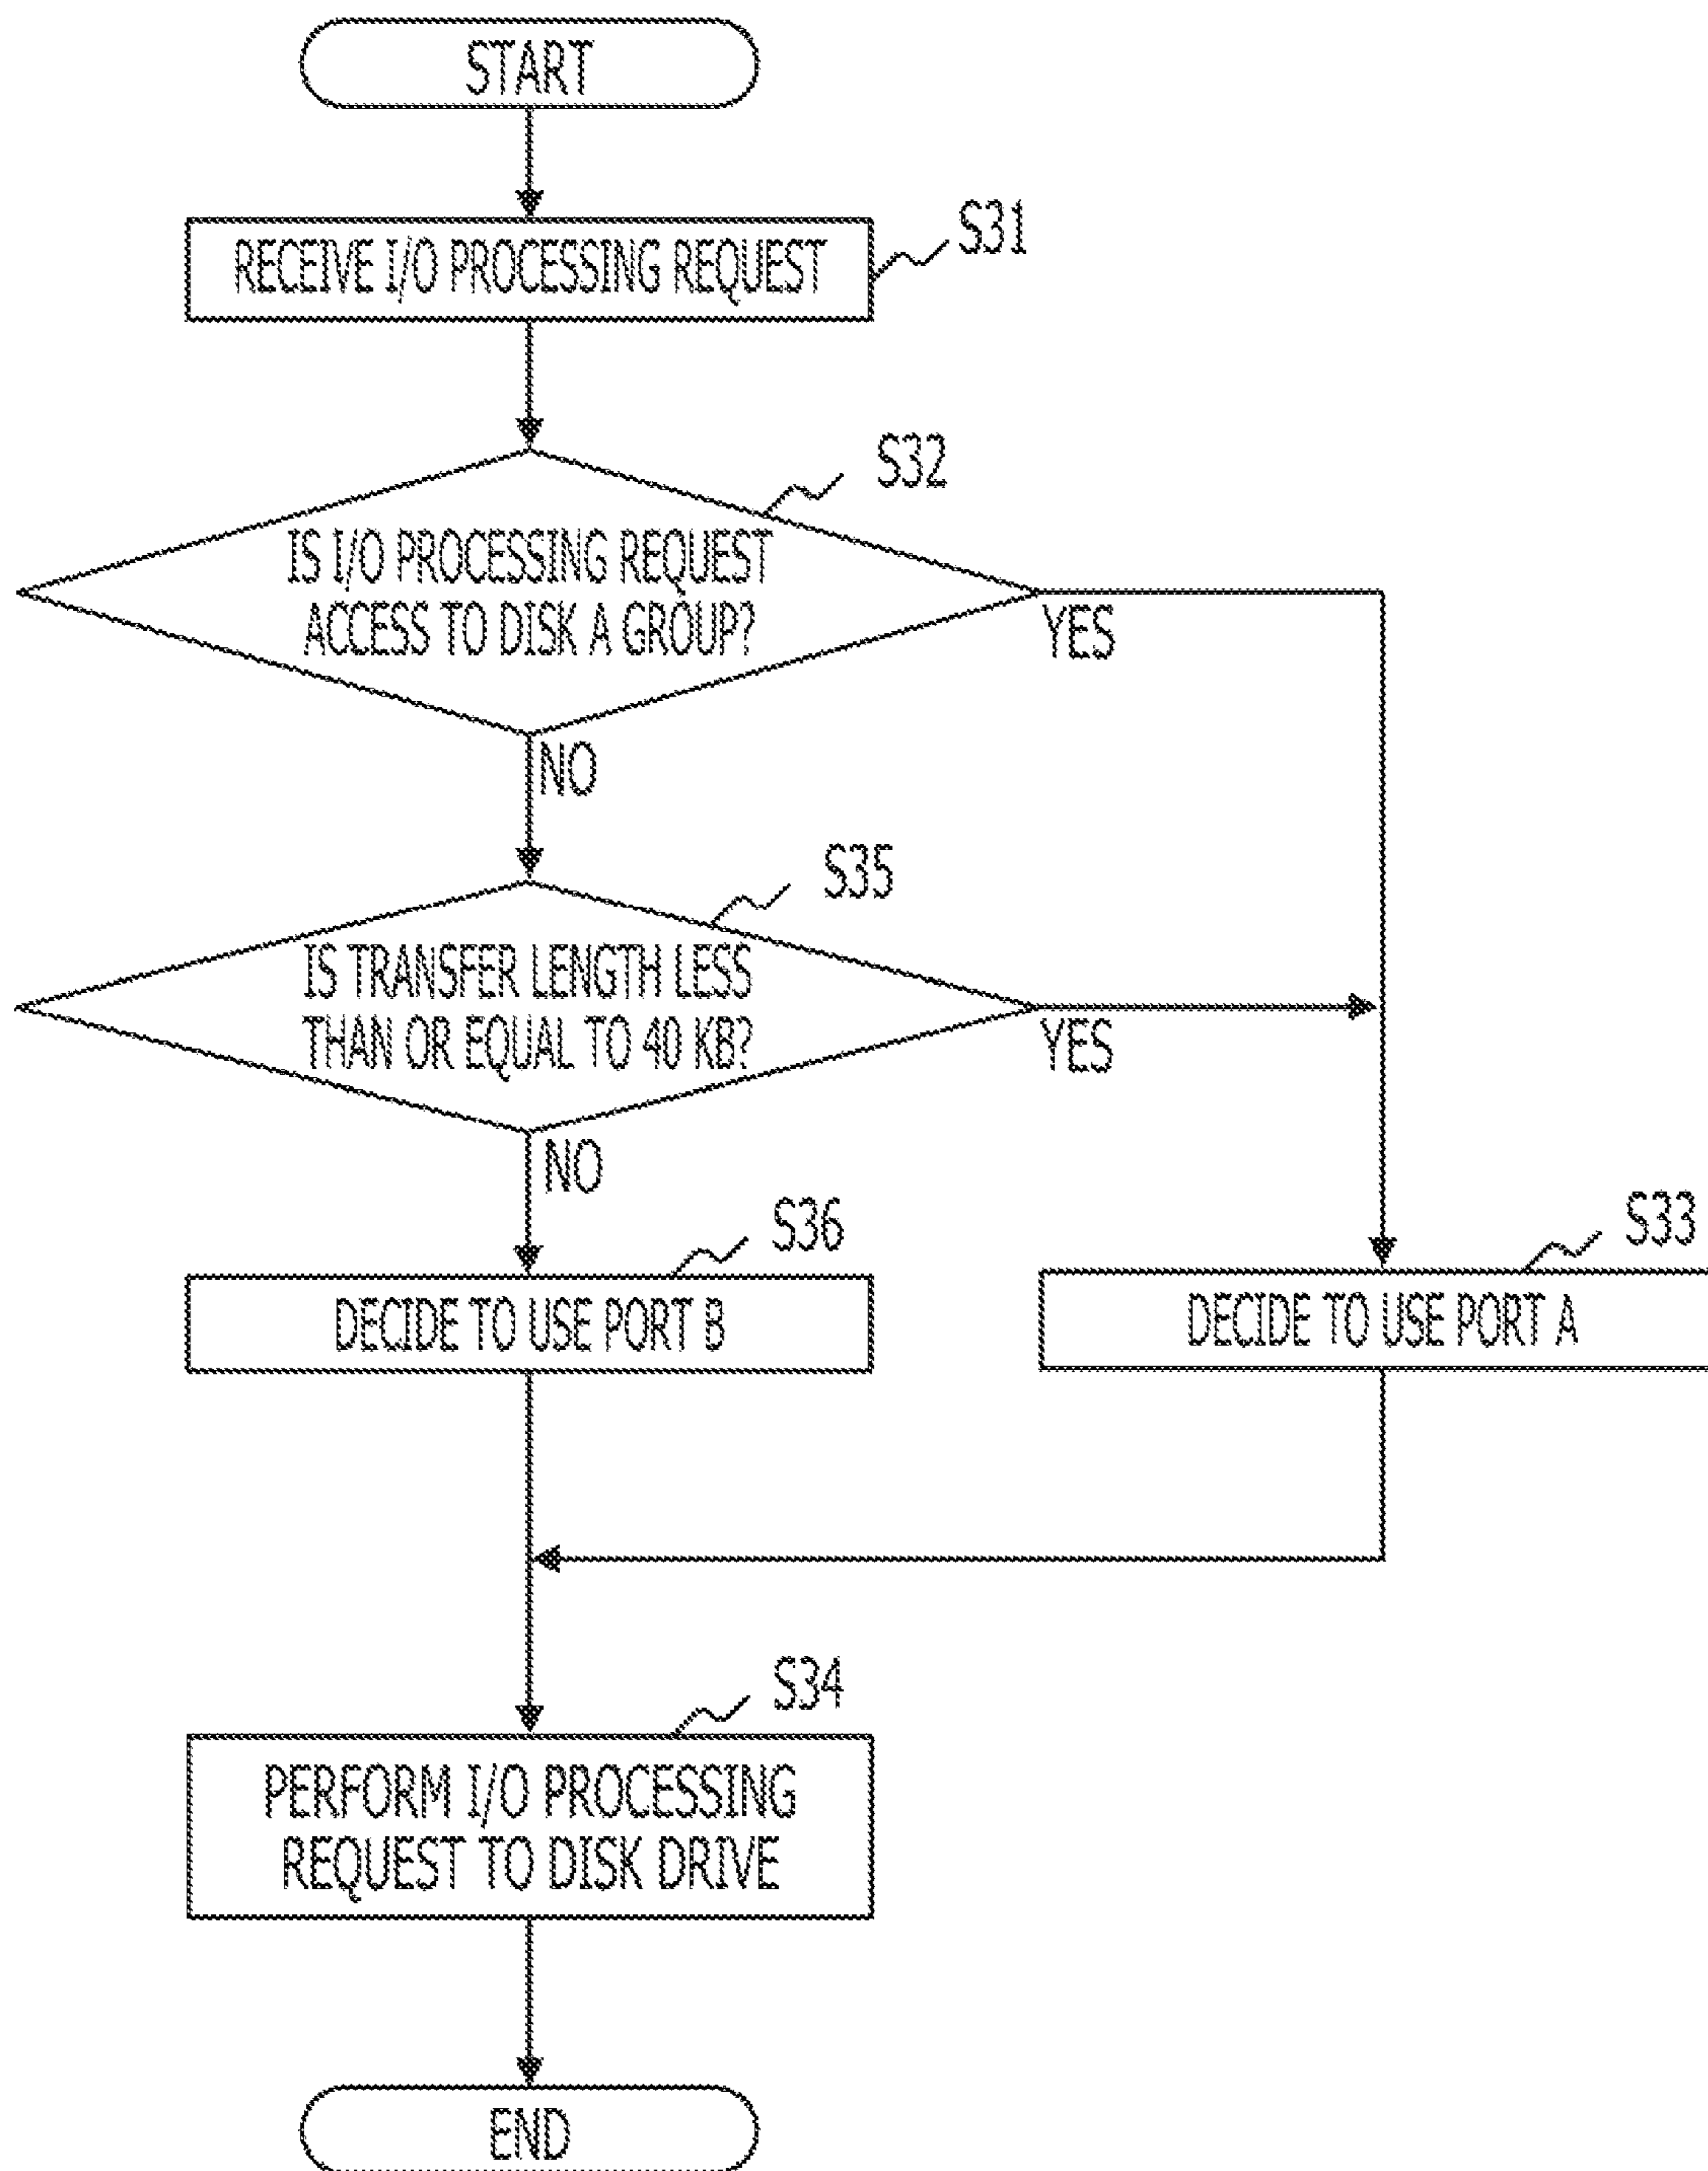 START
RECEIVE I/O PROCESSING REQUEST
S31
S32
IS I/O PROCESSING REQUEST
ACCESS TO DISK A GROUP?
YES
NO
S35
IS TRANSFER LENGTH LESS
THAN OR EQUAL TO 40 KB?
YES
NO
S36
DECIDE TO USE PORT B
S33
DECIDE TO USE PORT A
S34
PERFORM I/O PROCESSING
REQUEST TO DISK DRIVE
END